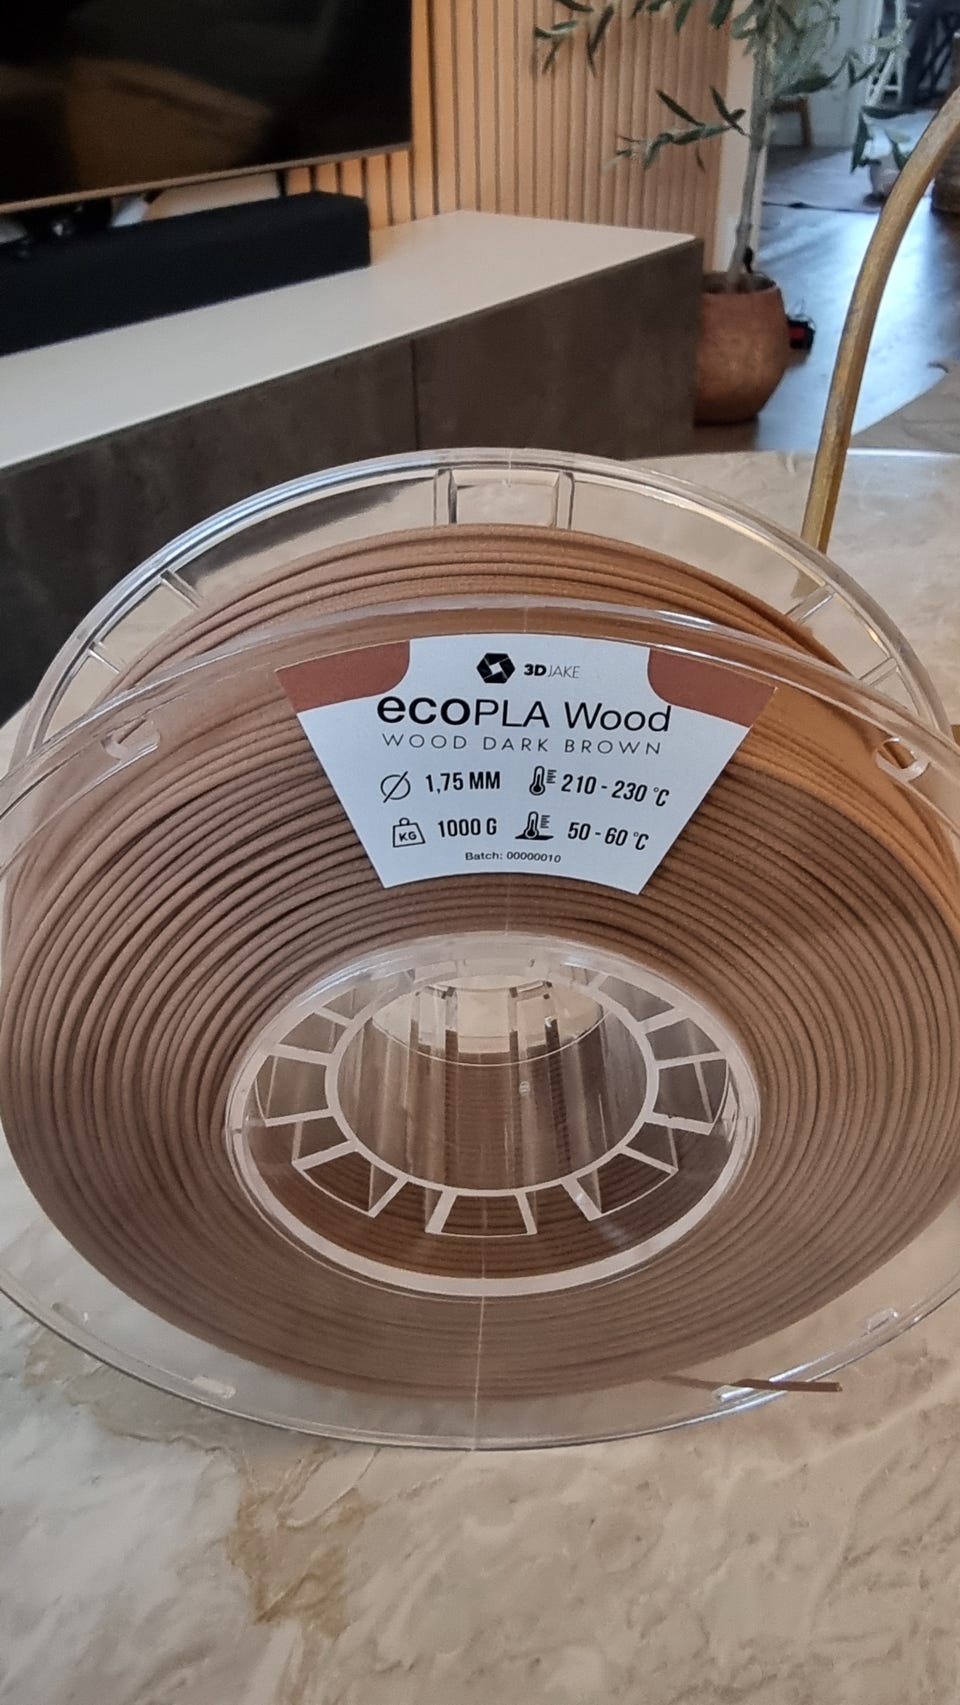 3DJAKE
ecoPLA Wood
WOOD DARK BROWN
1,75 MM 210 - 230 °C
KG 1000 G 50 - 60 °C
Batch: 00000010